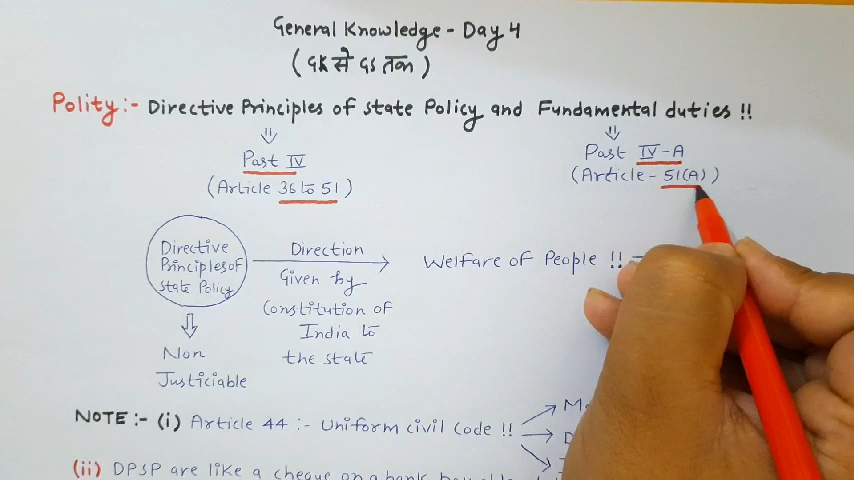 General Knowledge - Day 4
(GK से GS तक)
Polity:- Directive Principles of state Policy and Fundamental duties !!
Part IV
(Article 36 to 51)
Part IV-A
(Article - 51(A))
Directive
Principles of
state Policy
Direction
Given by
Constitution of
India to
the state
Welfare of People !!
Non
Justiciable
NOTE :- (i) Article 44 :- Uniform civil code !!
(ii) DPSP are like a cheque on a bank